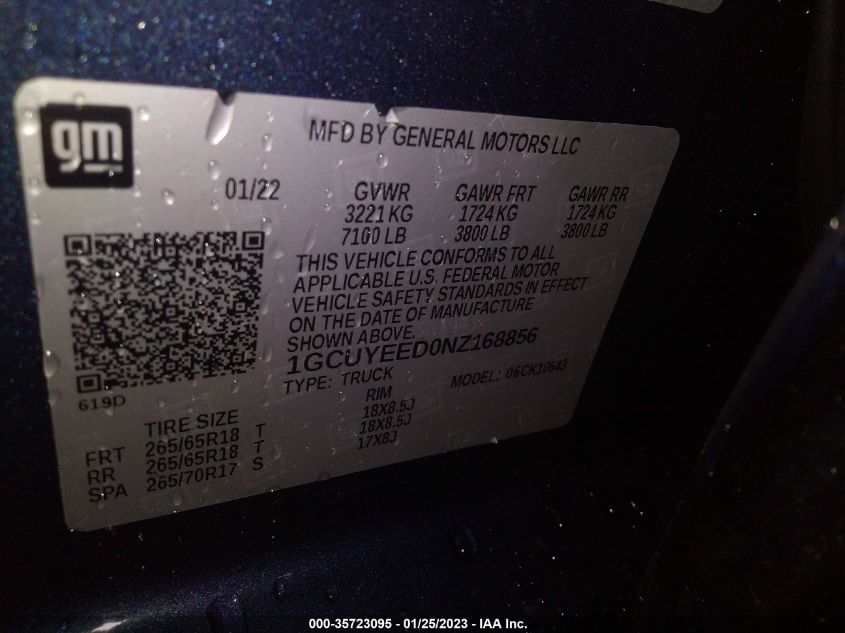 gm
MFD BY GENERAL MOTORS LLC
01/22 GVWR GAWR FRT GAWR RR
3221 KG 1724 KG 1724 KG
7100 LB 3800 LB 3800 LB
THIS VEHICLE CONFORMS TO ALL
APPLICABLE U.S. FEDERAL MOTOR
VEHICLE SAFETY STANDARDS IN EFFECT
ON THE DATE OF MANUFACTURE
SHOWN ABOVE.
1GCUYEED0NZ168856
TYPE: TRUCK MODEL: 06CK10543
619D
TIRE SIZE RIM
FRT 265/65R18 T 18X8.5J
RR 265/65R18 T 18X8.5J
SPA 265/70R17 S 17X8J
000-35723095 - 01/25/2023 - IAA Inc.